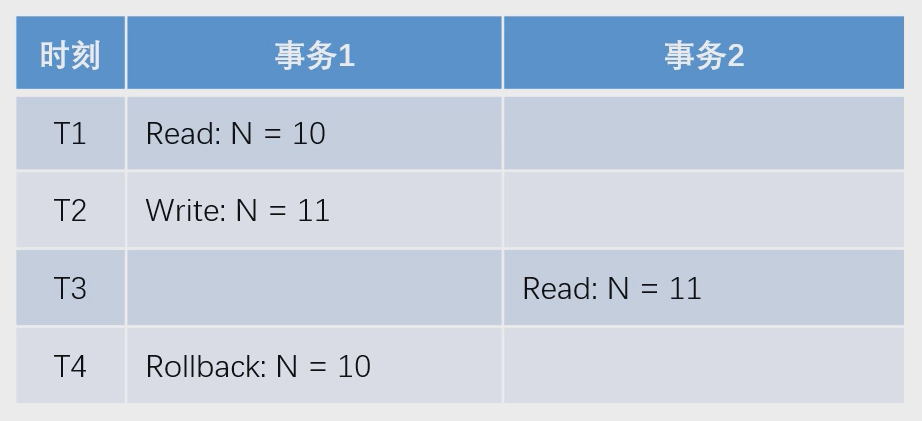 时刻 事务1 事务2
T1 Read: N = 10
T2 Write: N = 11
T3 Read: N = 11
T4 Rollback: N = 10